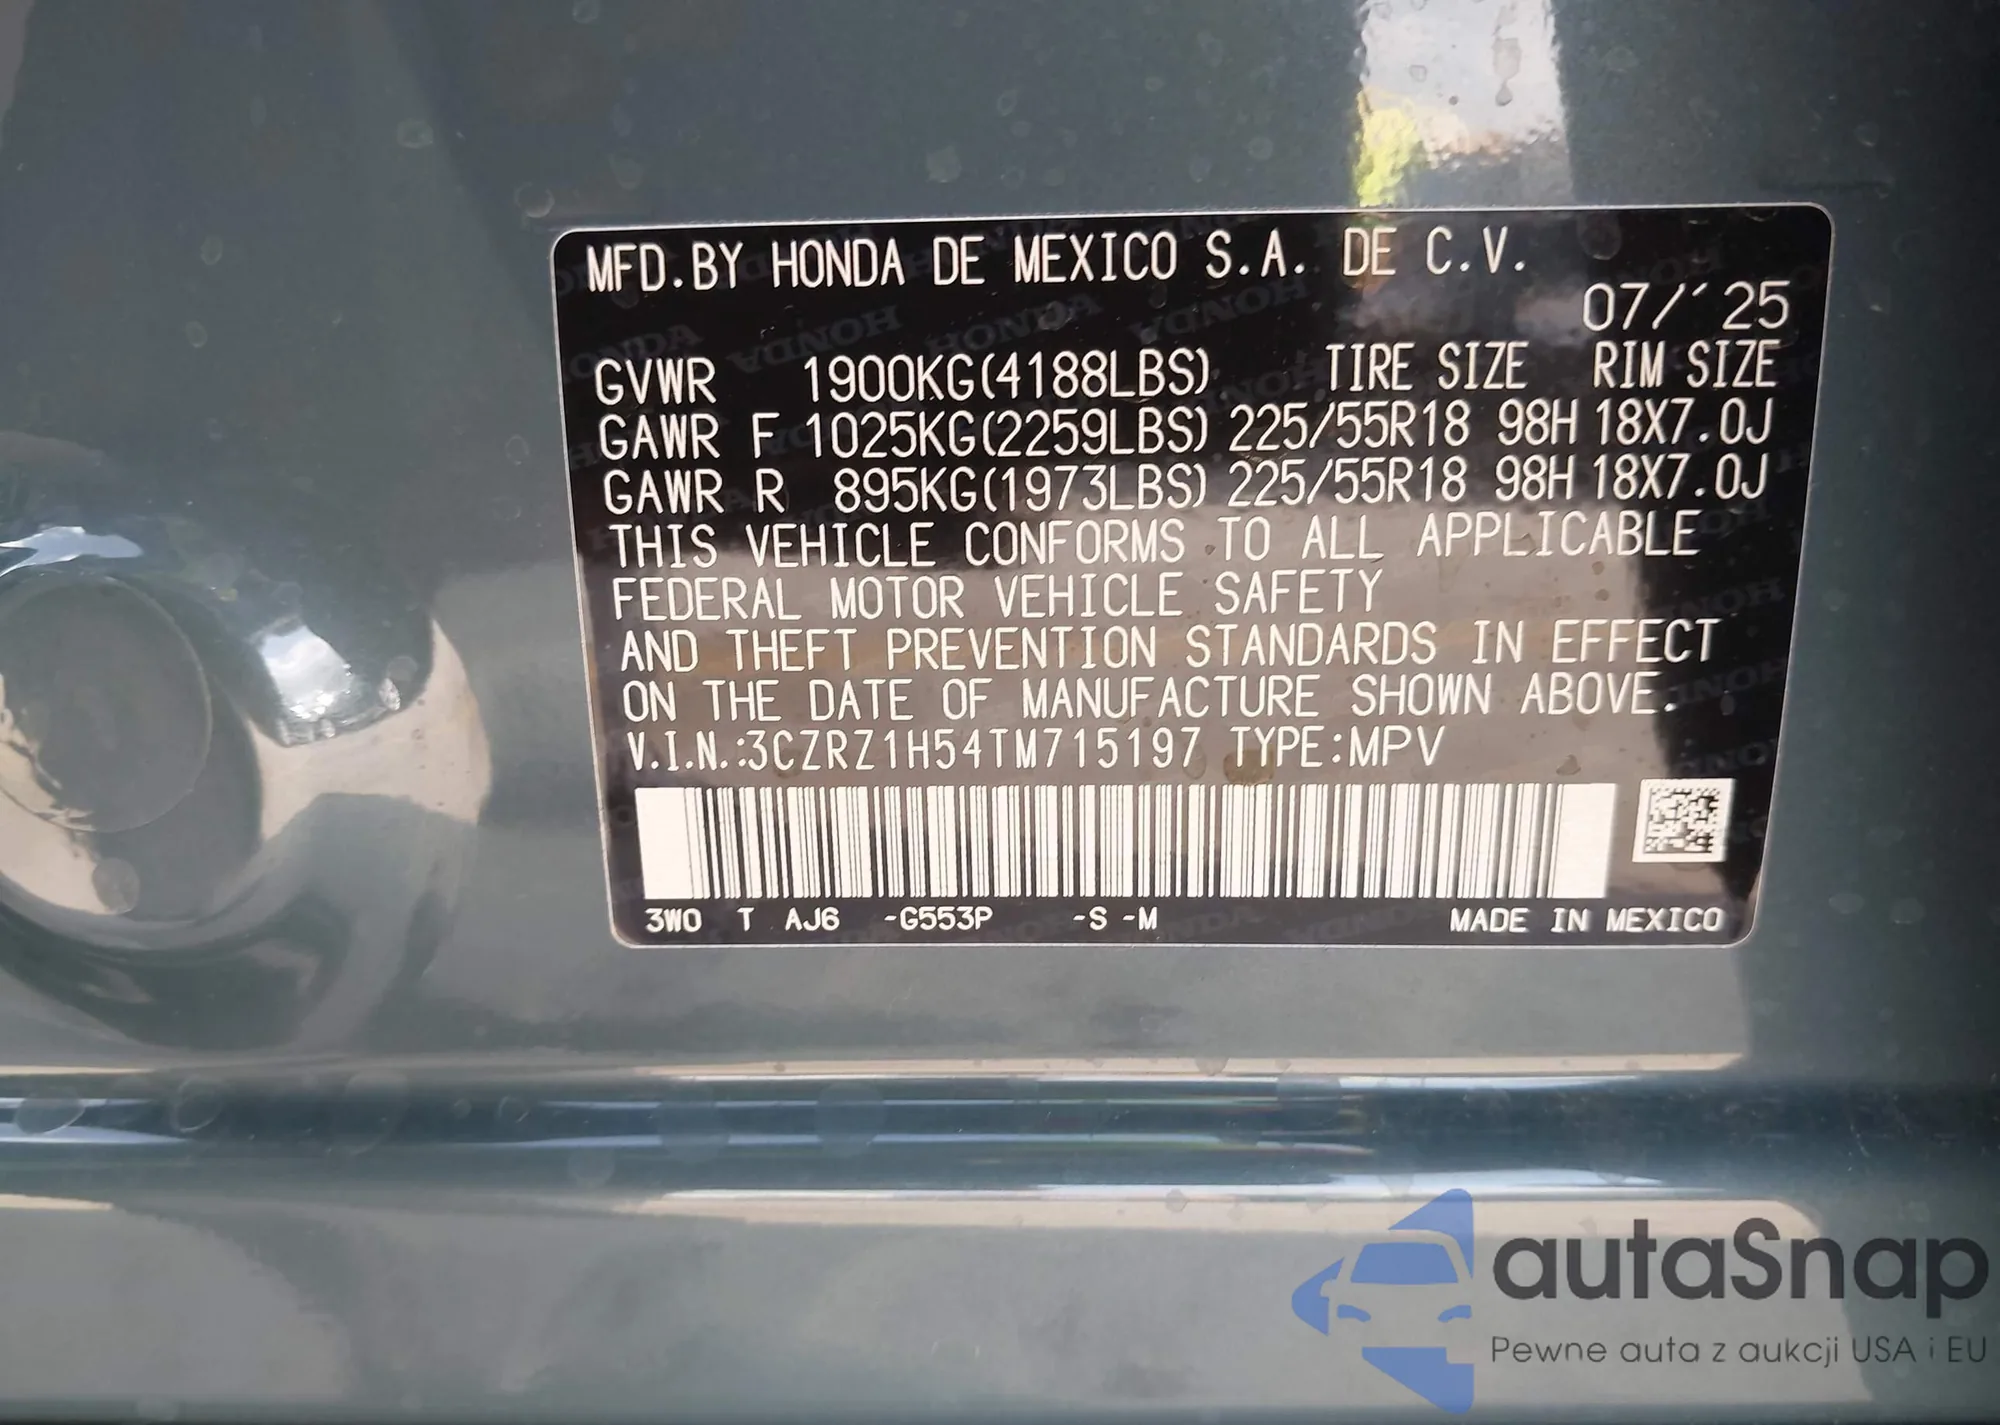 MFD.BY HONDA DE MEXICO S.A. DE C.V.
07/´25
GVWR 1900KG(4188LBS) TIRE SIZE RIM SIZE
GAWR F 1025KG(2259LBS) 225/55R18 98H 18X7.0J
GAWR R 895KG(1973LBS) 225/55R18 98H 18X7.0J
THIS VEHICLE CONFORMS TO ALL APPLICABLE
FEDERAL MOTOR VEHICLE SAFETY
AND THEFT PREVENTION STANDARDS IN EFFECT
ON THE DATE OF MANUFACTURE SHOWN ABOVE.
V.I.N.:3CZRZ1H54TM715197 TYPE:MPV
3W0 T AJ6 -G553P -S -M MADE IN MEXICO
autaSnap
Pewne auta z aukcji USA i EU